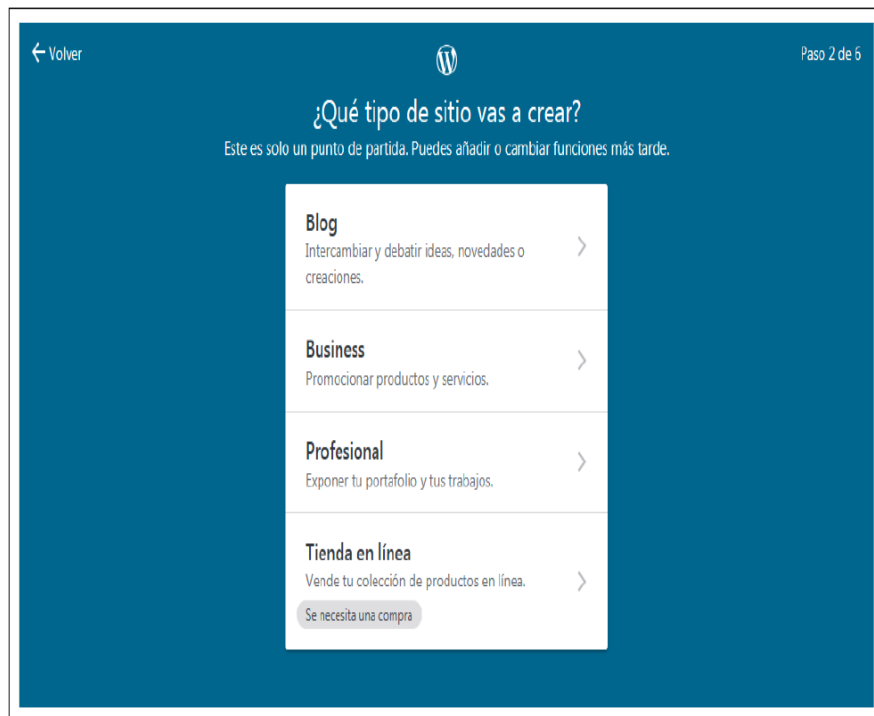 Volver
Paso 2 de 6
¿Qué tipo de sitio vas a crear?
Este es solo un punto de partida. Puedes añadir o cambiar funciones más tarde.
Blog
Intercambiar y debatir ideas, novedades o
creaciones.
Business
Promocionar productos y servicios.
Profesional
Exponer tu portafolio y tus trabajos.
Tienda en línea
Vende tu colección de productos en línea.
Se necesita una compra